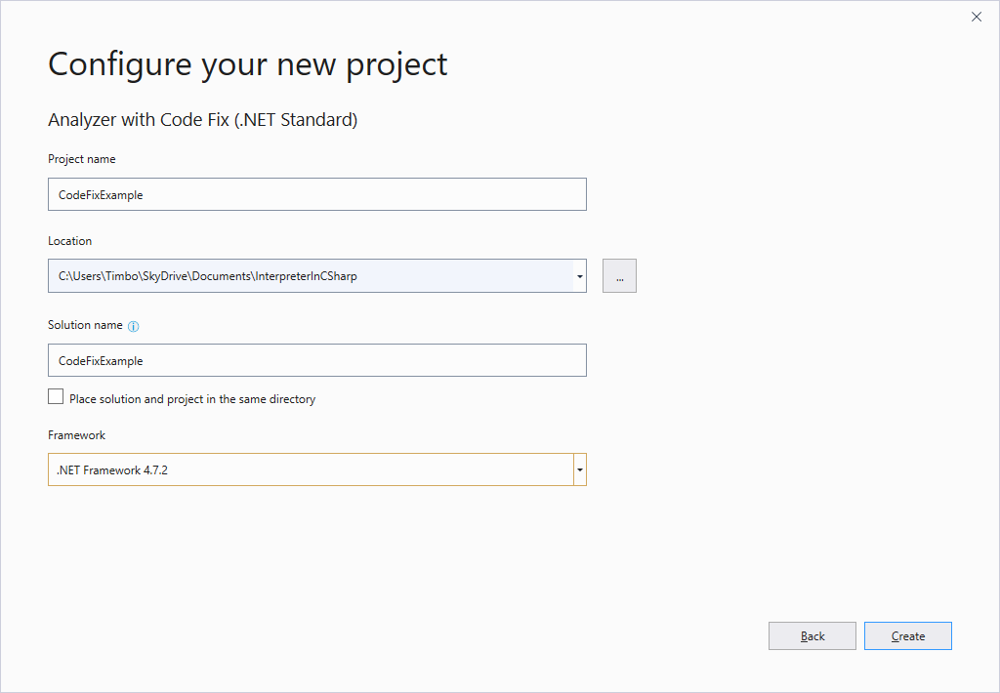 Configure your new project
Analyzer with Code Fix (.NET Standard)
Project name
CodeFixExample
Location
C:\Users\Timbo\SkyDrive\Documents\InterpreterInCSharp
...
Solution name
CodeFixExample
Place solution and project in the same directory
Framework
.NET Framework 4.7.2
Back
Create